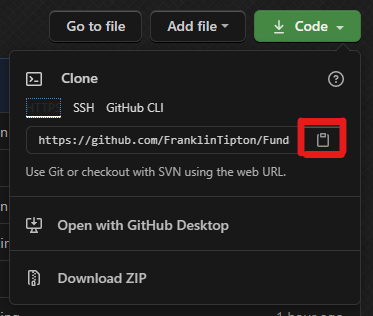 Go to file Add file Code
Clone
HTTPS SSH GitHub CLI
https://github.com/FranklinTipton/Fund
Use Git or checkout with SVN using the web URL.
Open with GitHub Desktop
Download ZIP